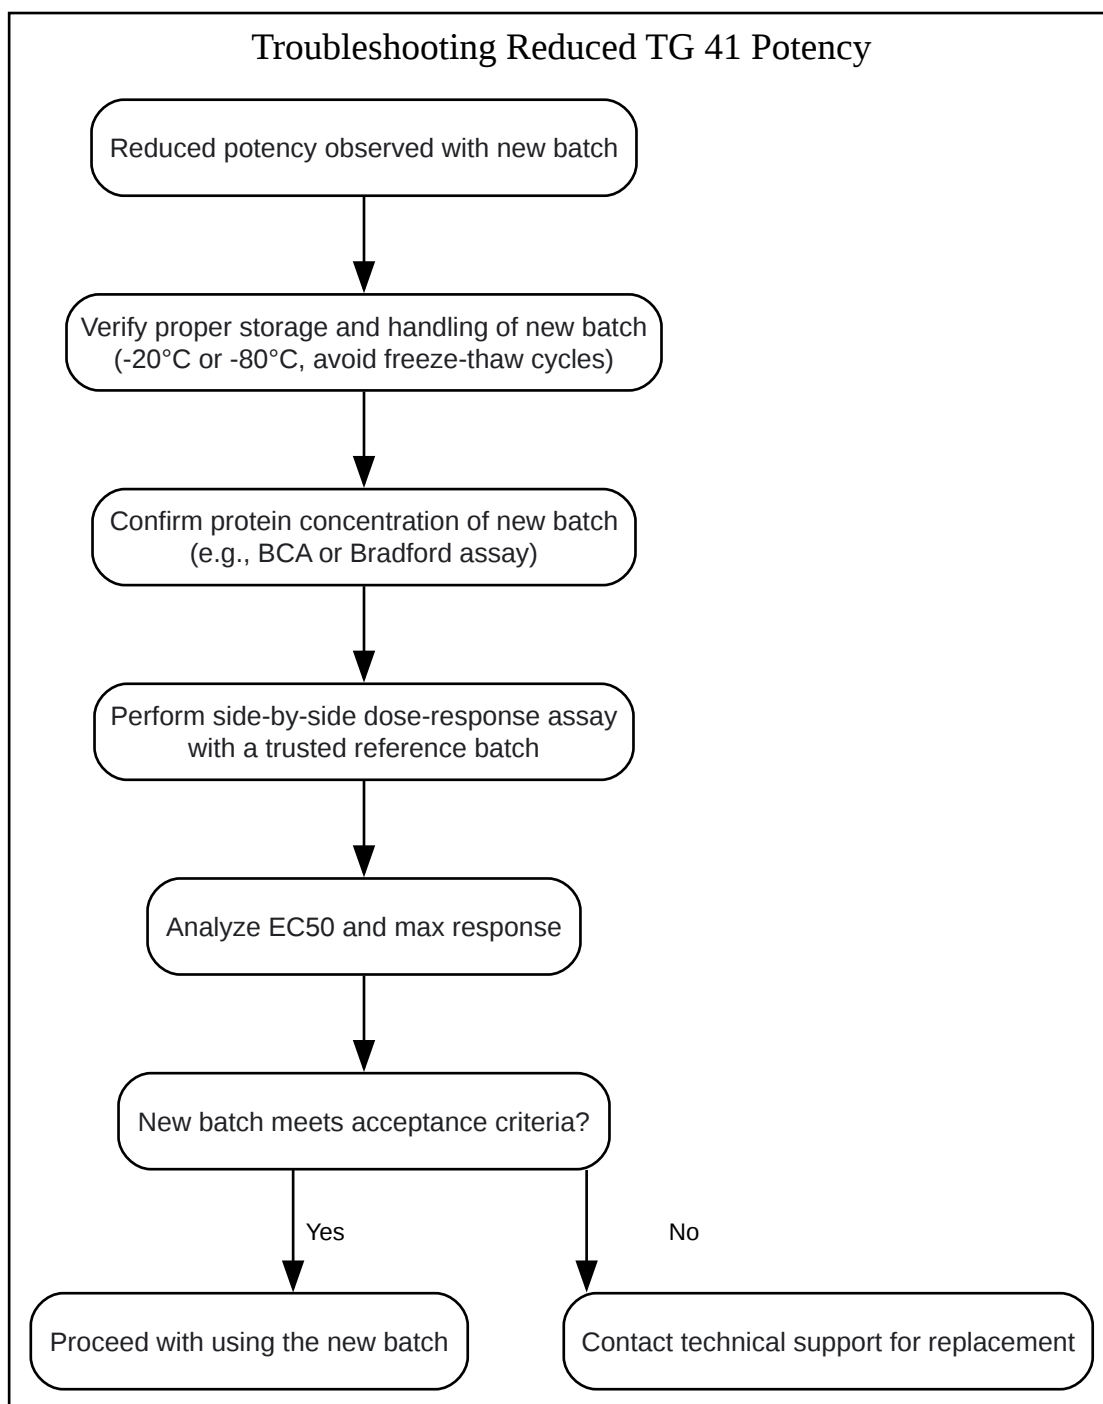 Troubleshooting Reduced TG 41 Potency
Reduced potency observed with new batch
Verify proper storage and handling of new batch
(-20°C or -80°C, avoid freeze-thaw cycles)
Confirm protein concentration of new batch
(e.g., BCA or Bradford assay)
Perform side-by-side dose-response assay
with a trusted reference batch
Analyze EC50 and max response
New batch meets acceptance criteria?
Yes
No
Proceed with using the new batch
Contact technical support for replacement